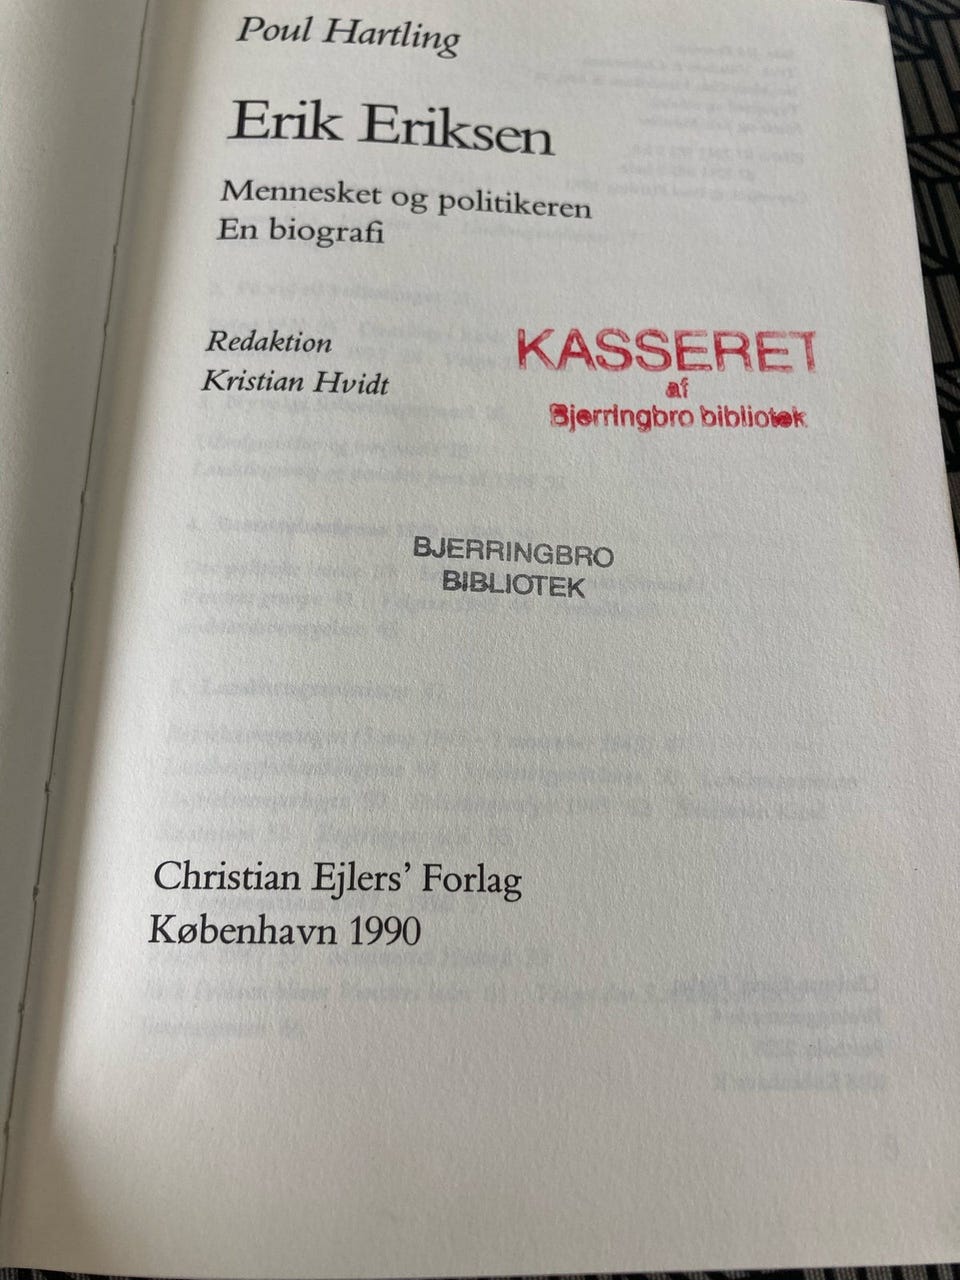 Poul Hartling
Erik Eriksen
Mennesket og politikeren
En biografi
Redaktion
Kristian Hvidt
KASSERET
af
Bjerringbro bibliotek
BJERRINGBRO
BIBLIOTEK
Christian Ejlers' Forlag
København 1990